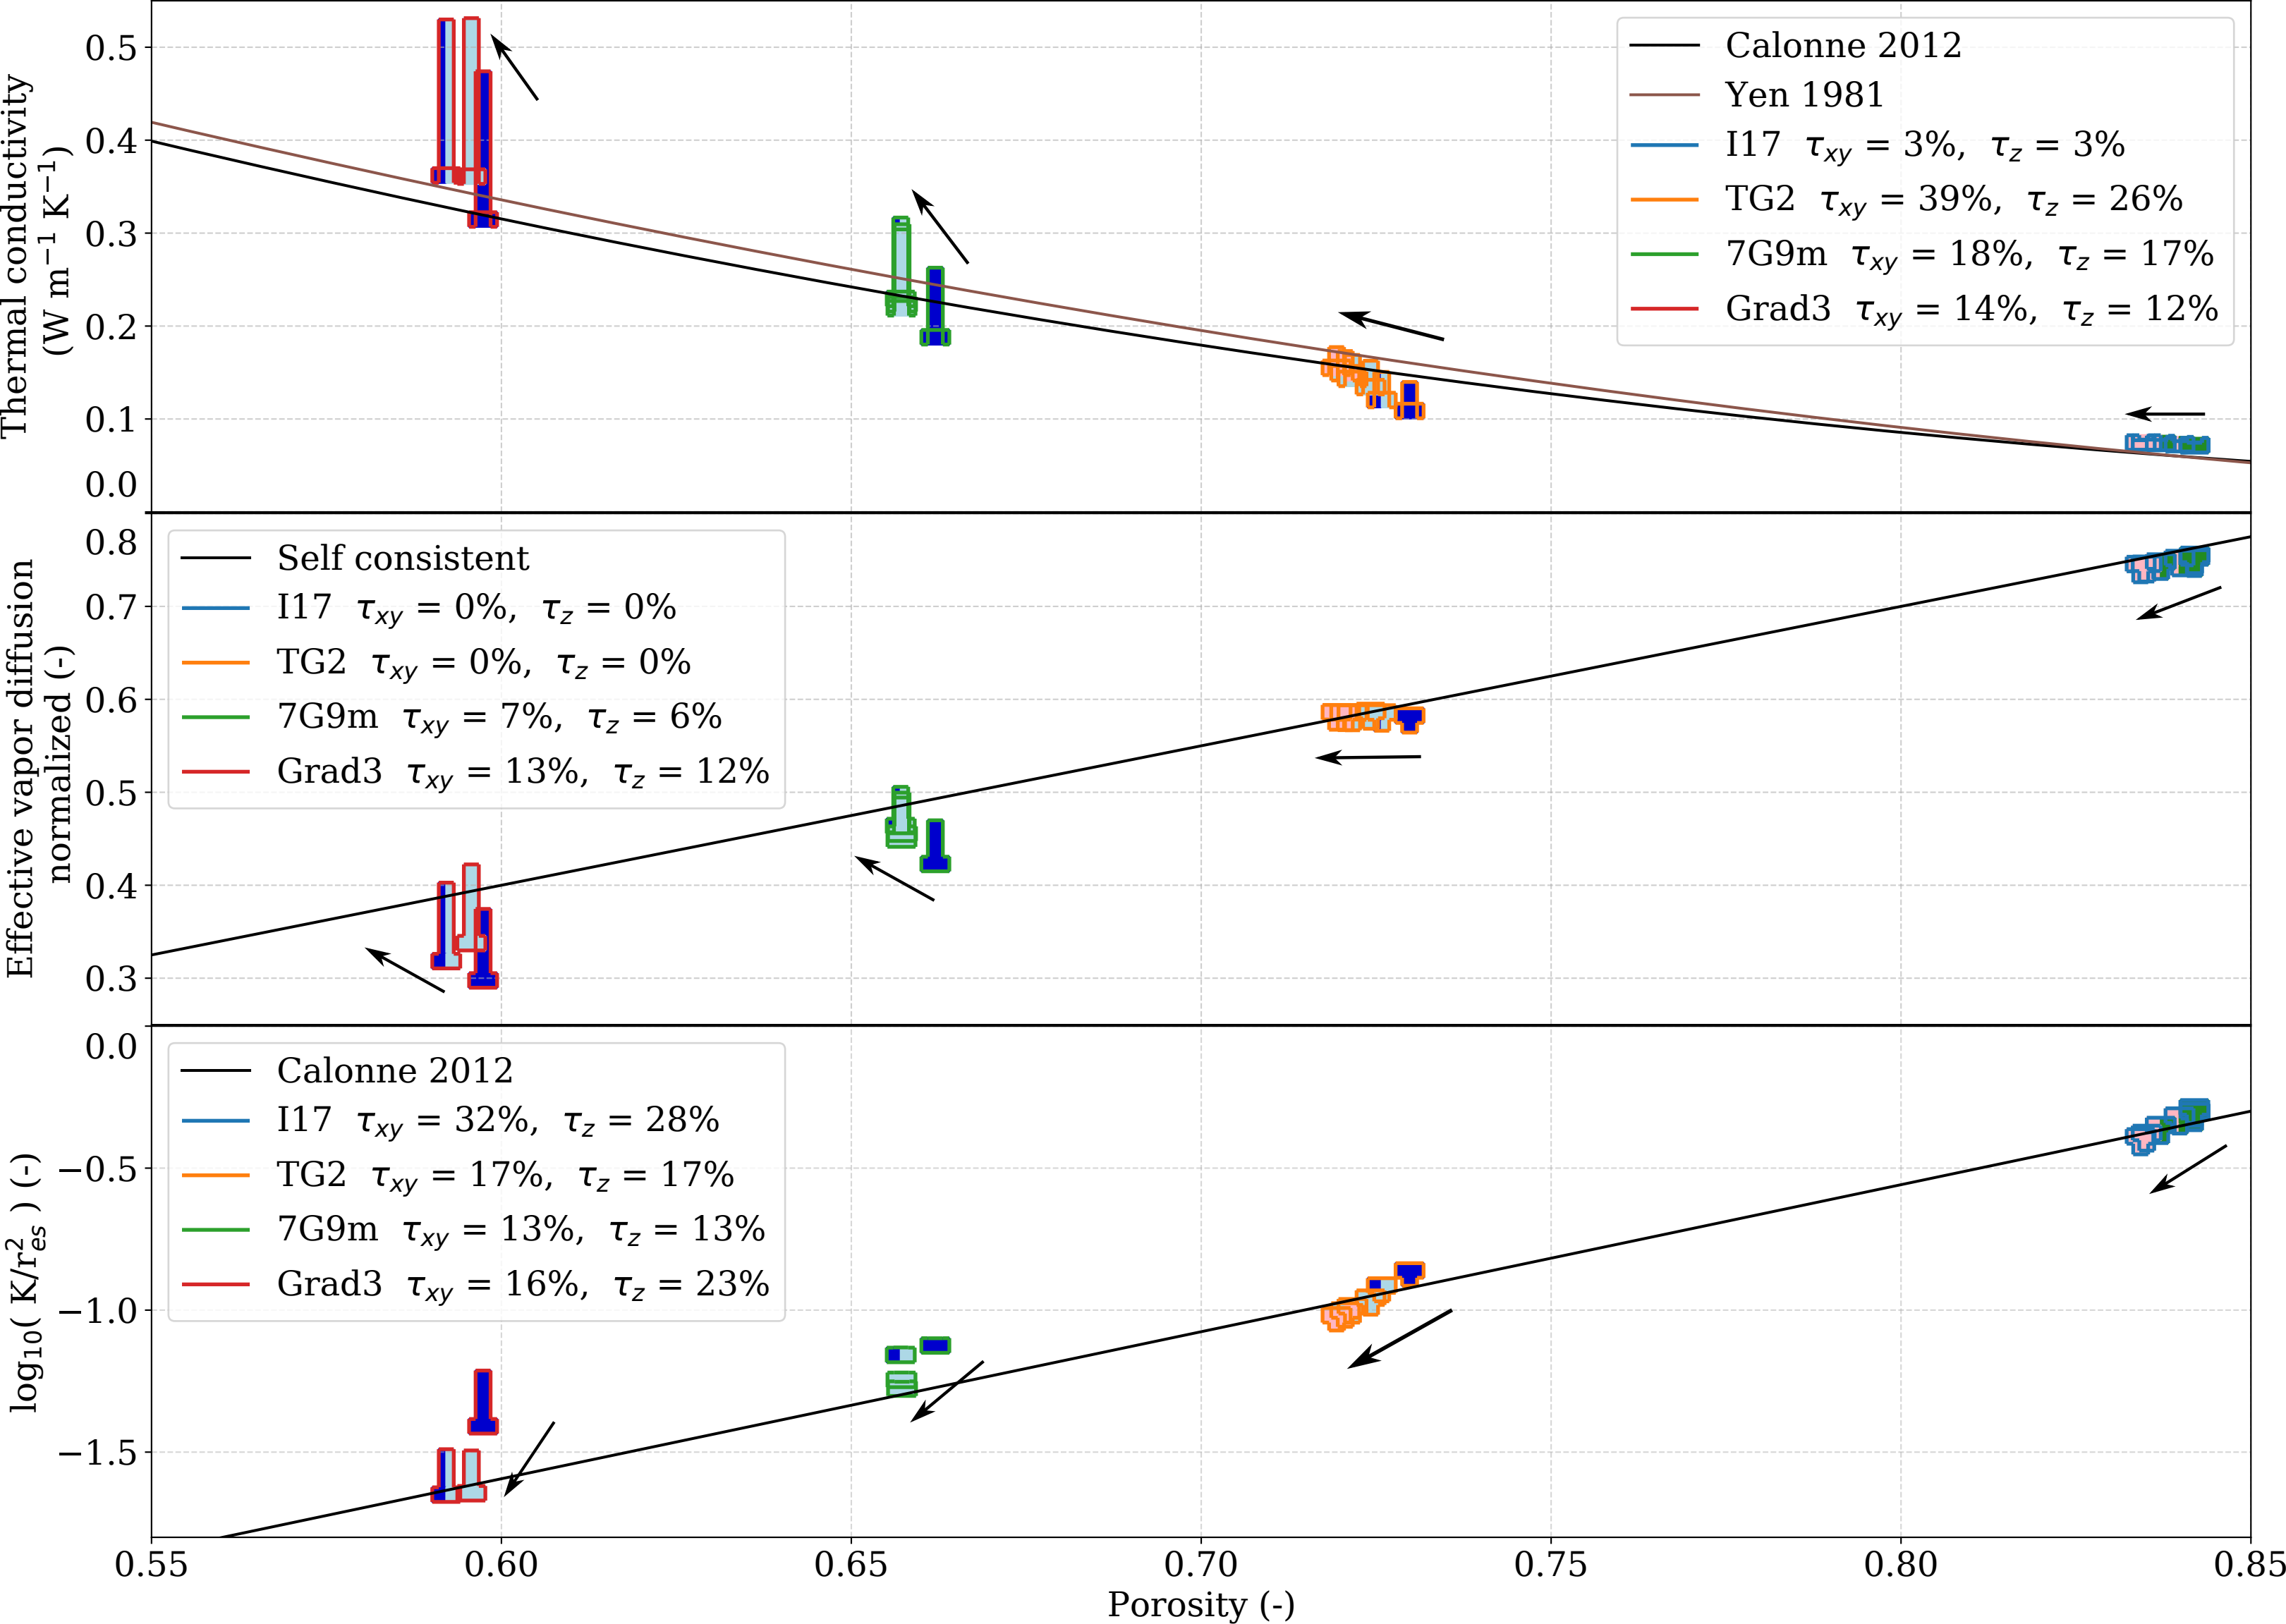 Thermal conductivity
(W m⁻¹ K⁻¹)
0.5
0.4
0.3
0.2
0.1
0.0
Calonne 2012
Yen 1981
I17 τxy = 3%, τz = 3%
TG2 τxy = 39%, τz = 26%
7G9m τxy = 18%, τz = 17%
Grad3 τxy = 14%, τz = 12%
Effective vapor diffusion
normalized (-)
0.8
0.7
0.6
0.5
0.4
0.3
Self consistent
I17 τxy = 0%, τz = 0%
TG2 τxy = 0%, τz = 0%
7G9m τxy = 7%, τz = 6%
Grad3 τxy = 13%, τz = 12%
log₁₀( K/r²es ) (-)
0.0
−0.5
−1.0
−1.5
Calonne 2012
I17 τxy = 32%, τz = 28%
TG2 τxy = 17%, τz = 17%
7G9m τxy = 13%, τz = 13%
Grad3 τxy = 16%, τz = 23%
0.55 0.60 0.65 0.70 0.75 0.80 0.85
Porosity (-)